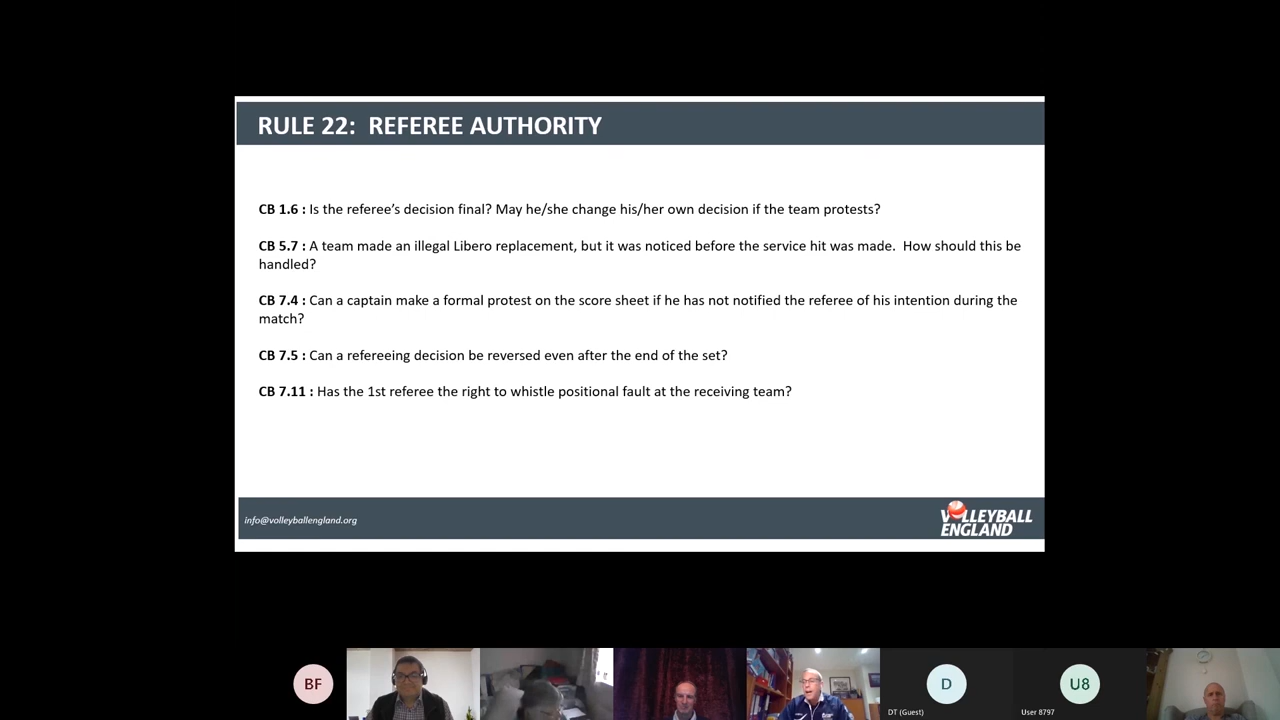 RULE 22:  REFEREE AUTHORITY
CB 1.6 : Is the referee’s decision final? May he/she change his/her own decision if the team protests?
CB 5.7 : A team made an illegal Libero replacement, but it was noticed before the service hit was made.  How should this be
handled?
CB 7.4 : Can a captain make a formal protest on the score sheet if he has not notified the referee of his intention during the
match?
CB 7.5 : Can a refereeing decision be reversed even after the end of the set?
CB 7.11 : Has the 1st referee the right to whistle positional fault at the receiving team?
info@volleyballengland.org
VOLLEYBALL
ENGLAND
BF
D
U8
DT (Guest)
User 8797